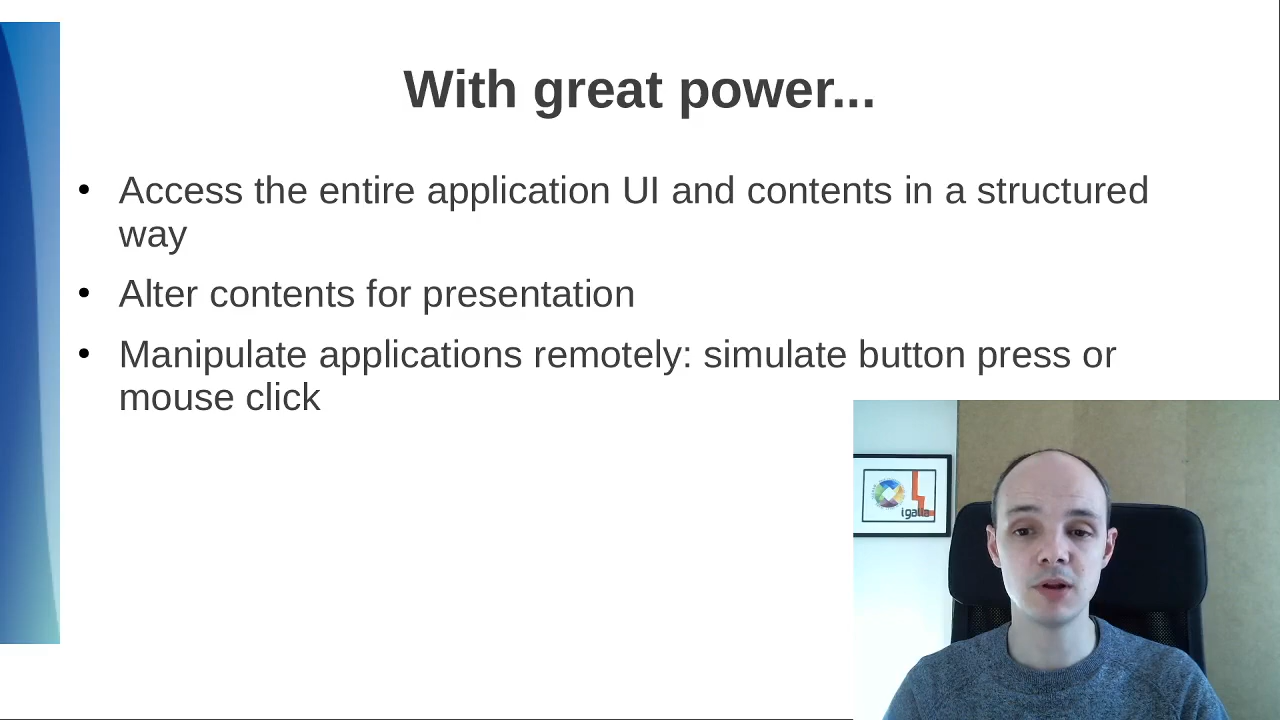 With great power...
• Access the entire application UI and contents in a structured
way
• Alter contents for presentation
• Manipulate applications remotely: simulate button press or
mouse click
igalia